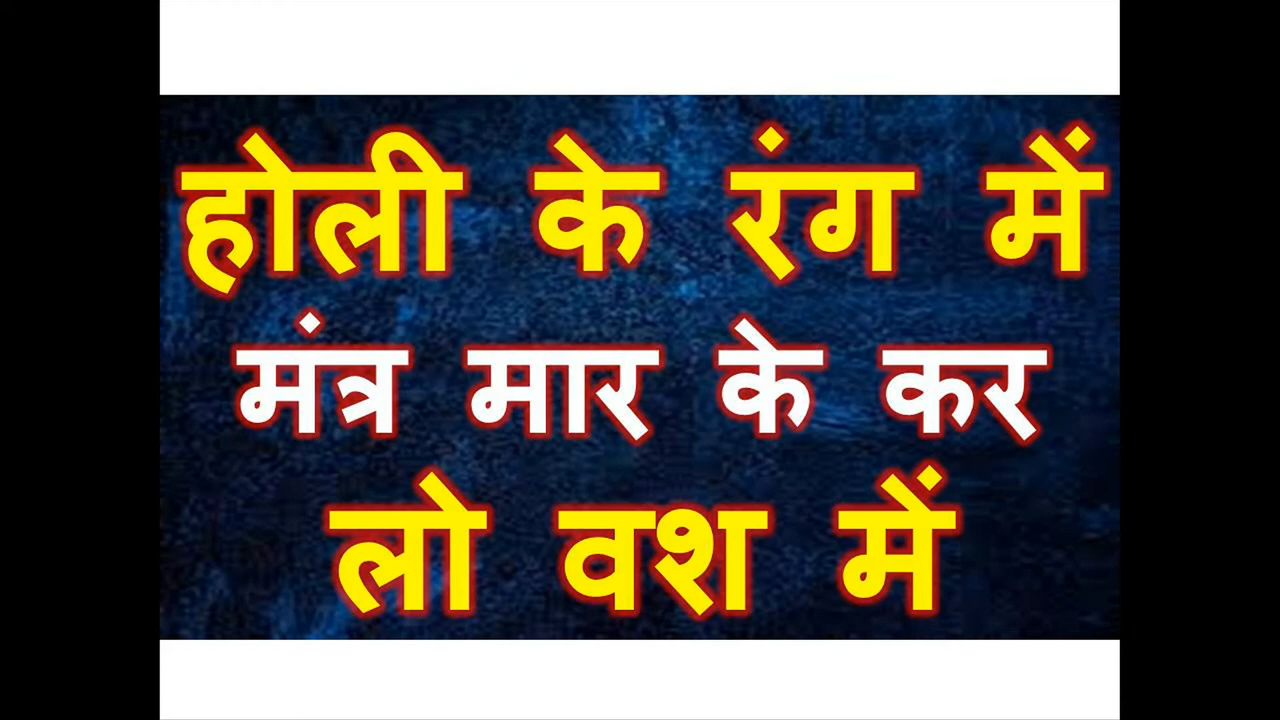 होली के रंग में
मंत्र मार के कर
लो वश में